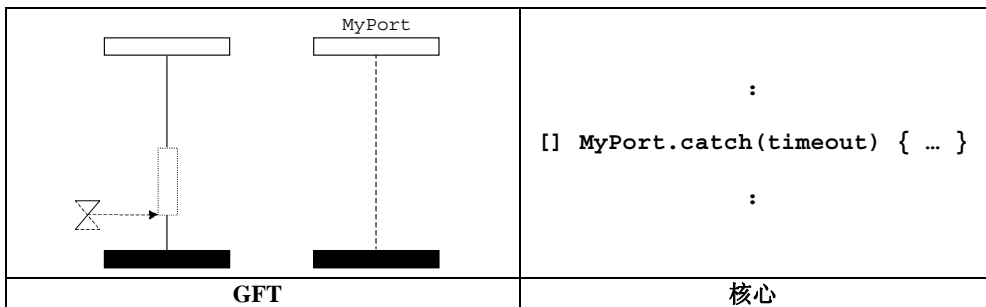 MyPort
:
[] MyPort.catch(timeout) { … }
:
GFT
核心